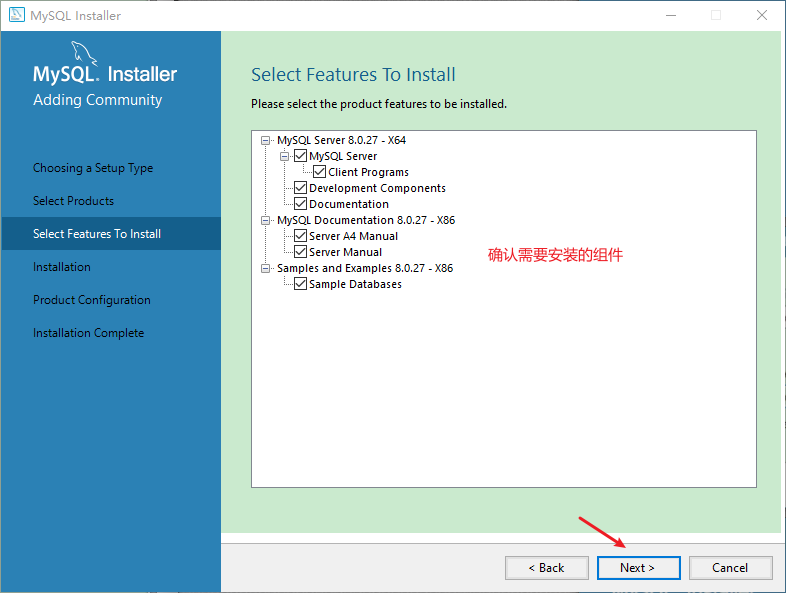 MySQL Installer
MySQL. Installer
Adding Community
Choosing a Setup Type
Select Products
Select Features To Install
Installation
Product Configuration
Installation Complete
Select Features To Install
Please select the product features to be installed.
MySQL Server 8.0.27 - X64
MySQL Server
Client Programs
Development Components
Documentation
MySQL Documentation 8.0.27 - X86
Server A4 Manual
Server Manual
Samples and Examples 8.0.27 - X86
Sample Databases
确认需要安装的组件
< Back
Next >
Cancel